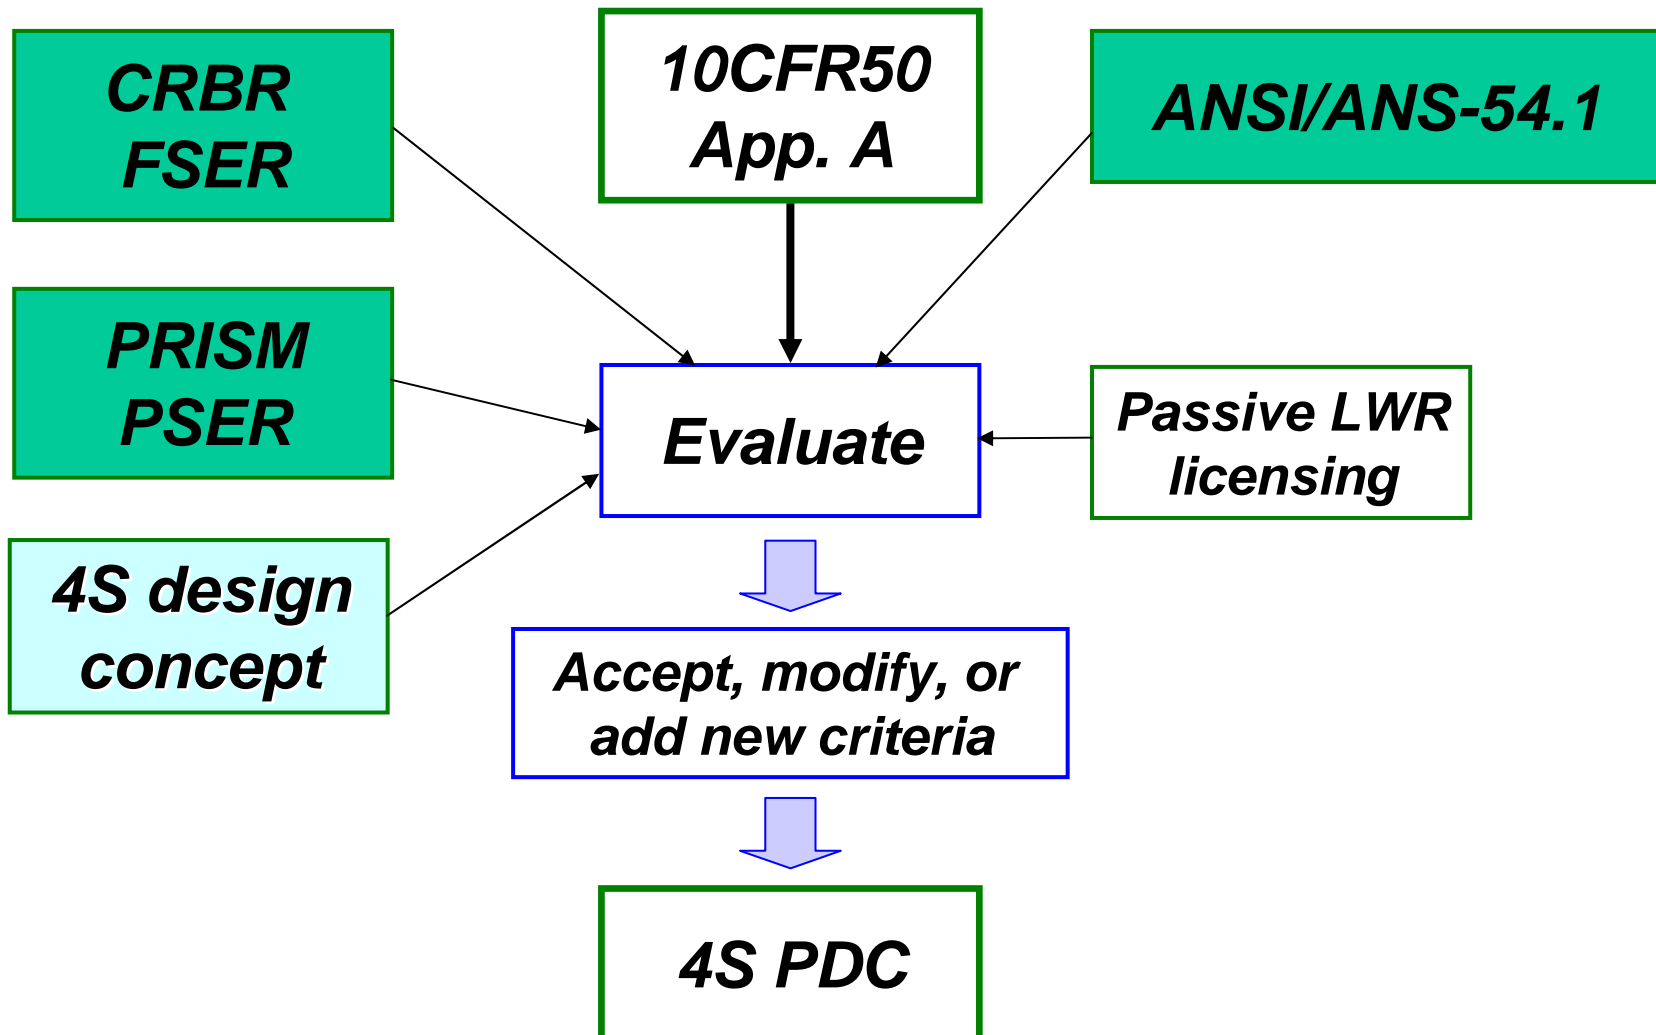 CRBR
FSER
10CFR50
App. A
ANSI/ANS-54.1
PRISM
PSER
Evaluate
Passive LWR
licensing
4S design
concept
Accept, modify, or
add new criteria
4S PDC